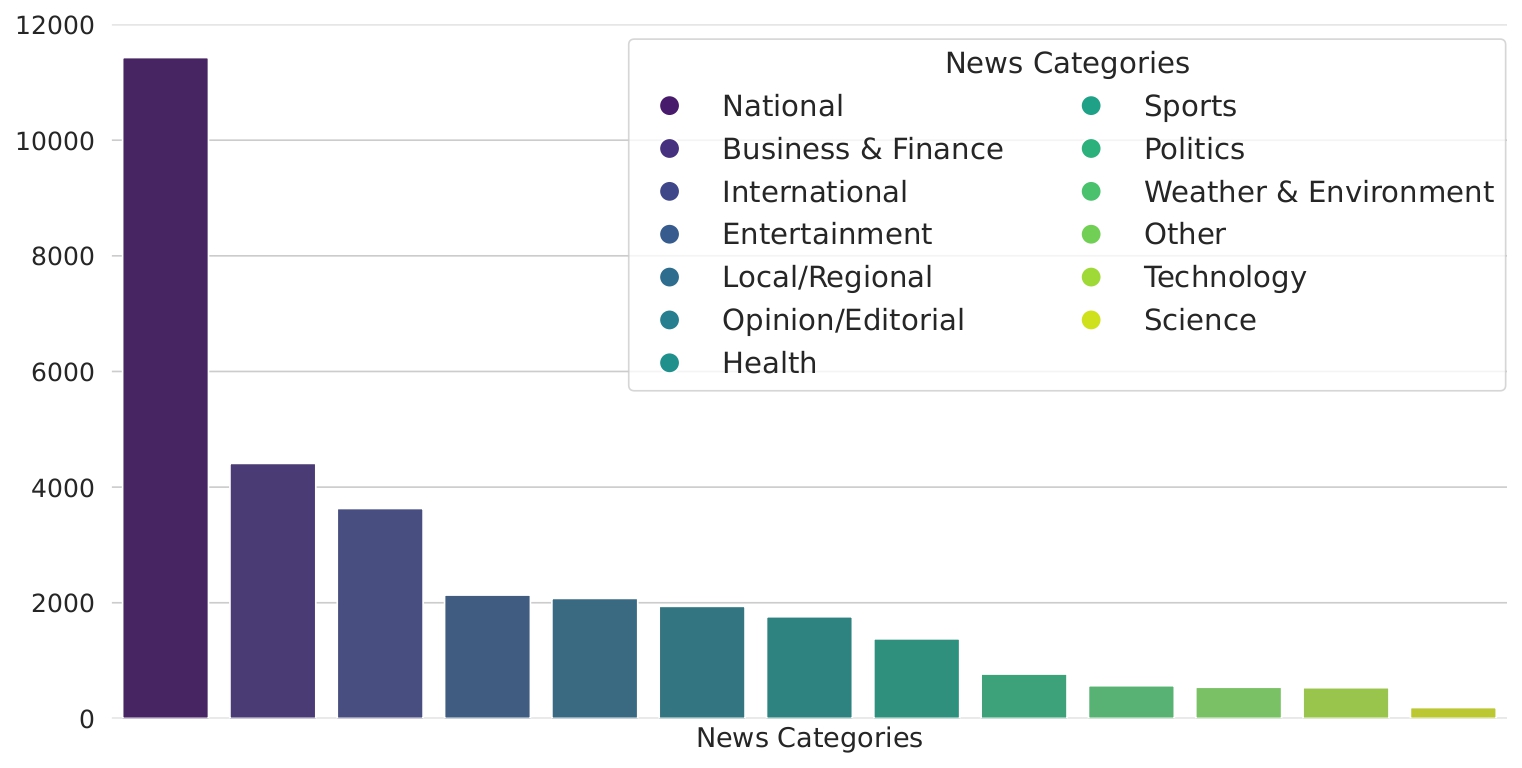 12000
10000
8000
6000
4000
2000
0
News Categories
National
Business & Finance
International
Entertainment
Local/Regional
Opinion/Editorial
Health
Sports
Politics
Weather & Environment
Other
Technology
Science
News Categories